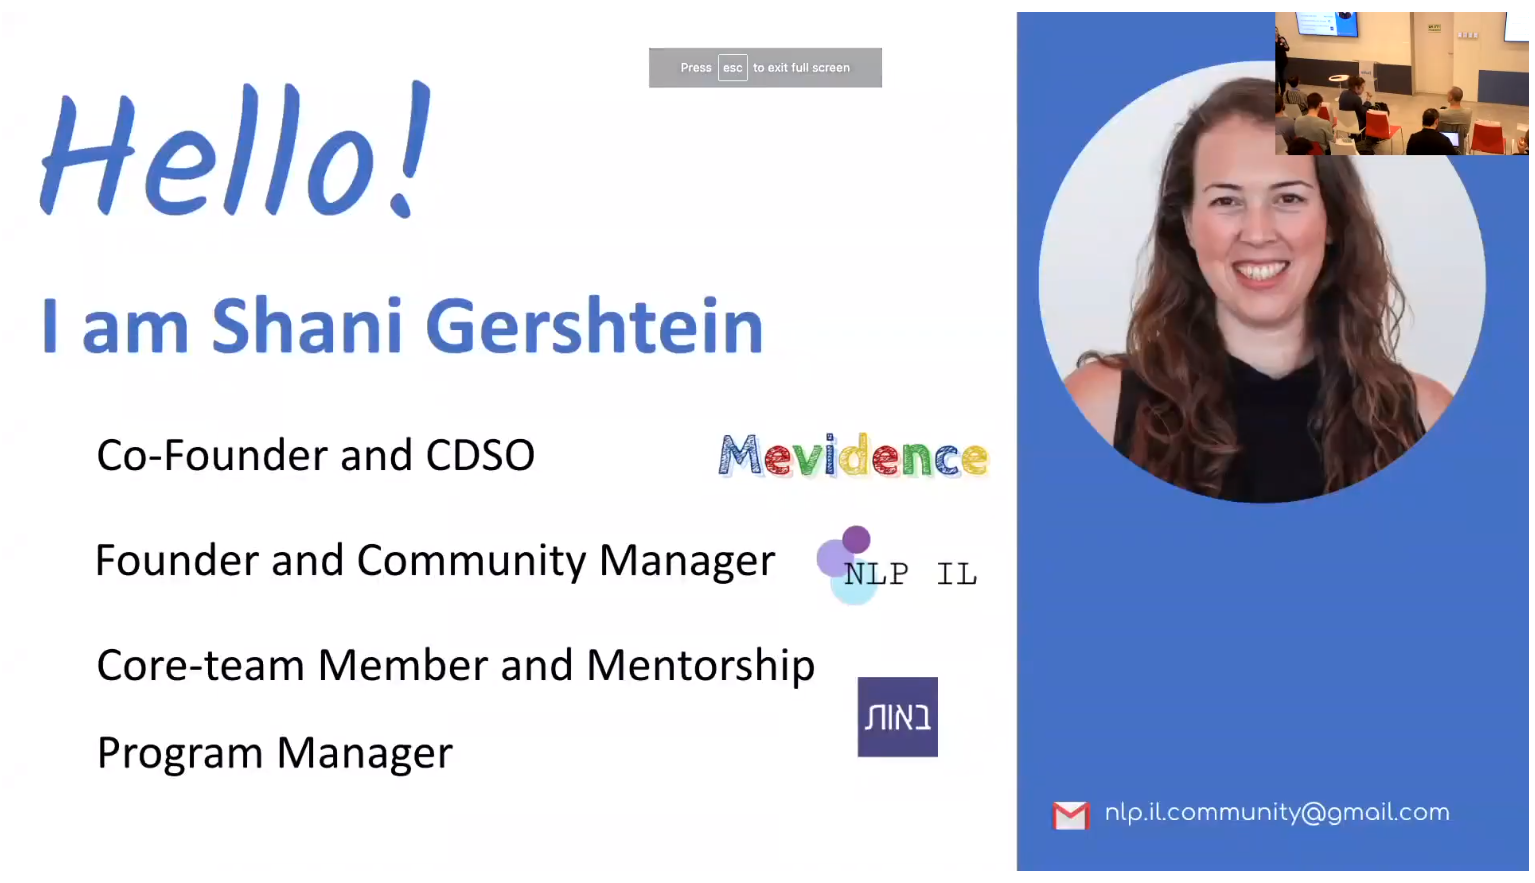 Press esc to exit full screen
Hello!
I am Shani Gershtein
Co-Founder and CDSO
Mevidence
Founder and Community Manager
NLP IL
Core-team Member and Mentorship
Program Manager
באות
nlp.il.community@gmail.com